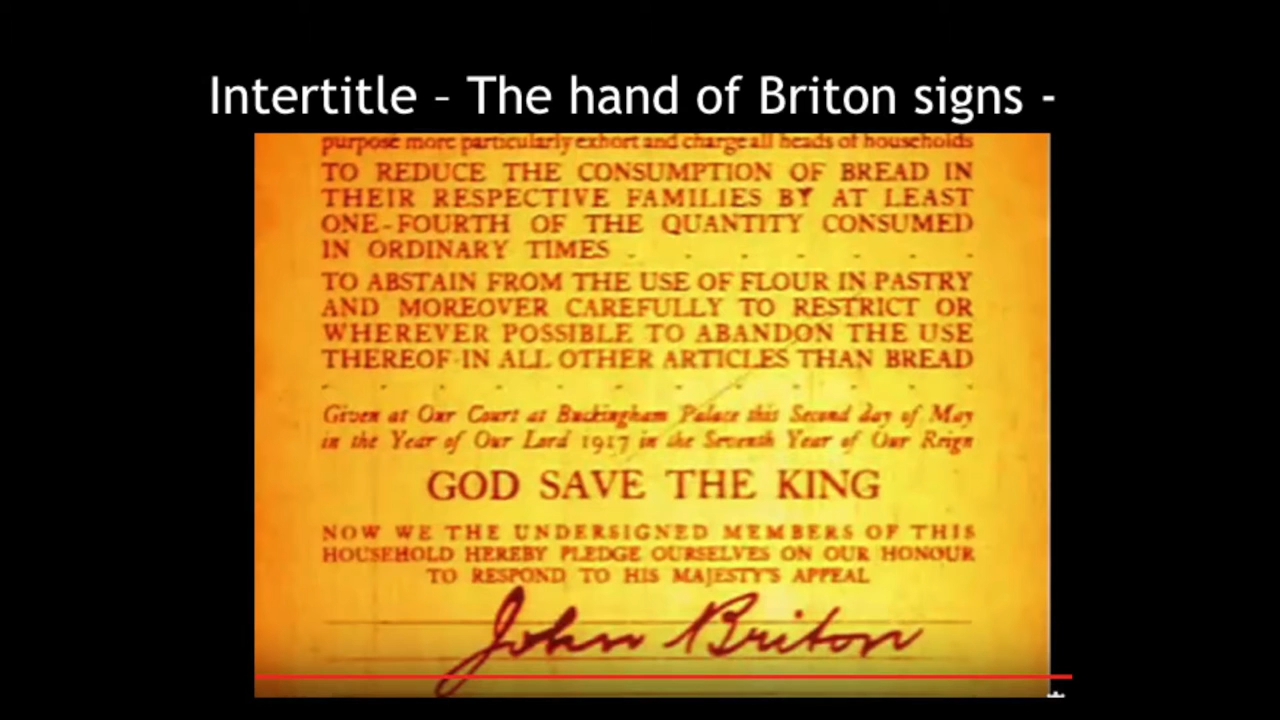 Intertitle – The hand of Briton signs -
purpose more particularly exhort and charge all heads of households
TO REDUCE THE CONSUMPTION OF BREAD IN
THEIR RESPECTIVE FAMILIES BY AT LEAST
ONE-FOURTH OF THE QUANTITY CONSUMED
IN ORDINARY TIMES
TO ABSTAIN FROM THE USE OF FLOUR IN PASTRY
AND MOREOVER CAREFULLY TO RESTRICT OR
WHEREVER POSSIBLE TO ABANDON THE USE
THEREOF IN ALL OTHER ARTICLES THAN BREAD
Given at Our Court at Buckingham Palace this Second day of May
in the Year of Our Lord 1917 in the Seventh Year of Our Reign
GOD SAVE THE KING
NOW WE THE UNDERSIGNED MEMBERS OF THIS
HOUSEHOLD HEREBY PLEDGE OURSELVES ON OUR HONOUR
TO RESPOND TO HIS MAJESTY'S APPEAL
John Briton